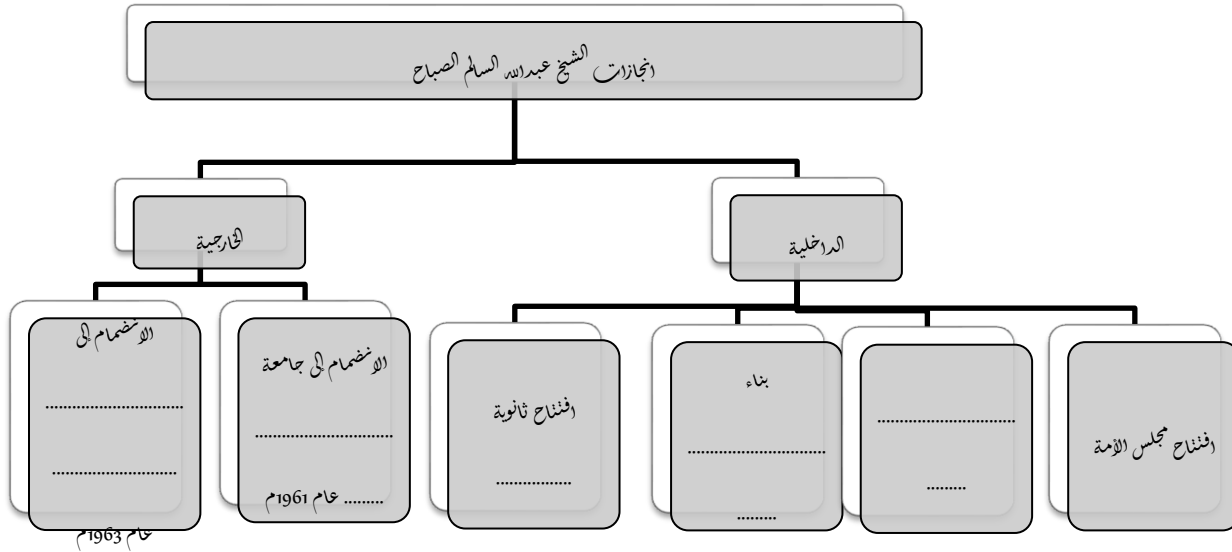 انجازات الشيخ عبدالله السالم الصباح
الداخلية
الخارجية
افتتاح مجلس الأمة
..............................
.........
بناء
..............................
.........
افتتاح ثانوية
.................
الانضمام إلى جامعة
..............................
......... عام 1961م
الانضمام إلى
..............................
...........................
عام 1963م